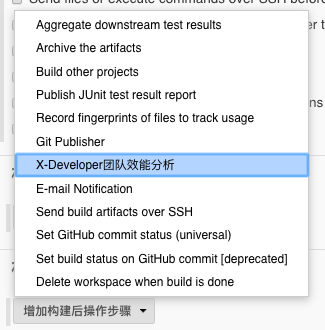 Send files or execute commands over SSH before
Aggregate downstream test results
Archive the artifacts
Build other projects
Publish JUnit test result report
Record fingerprints of files to track usage
Git Publisher
X-Developer团队效能分析
E-mail Notification
Send build artifacts over SSH
Set GitHub commit status (universal)
Set build status on GitHub commit [deprecated]
Delete workspace when build is done
增加构建后操作步骤